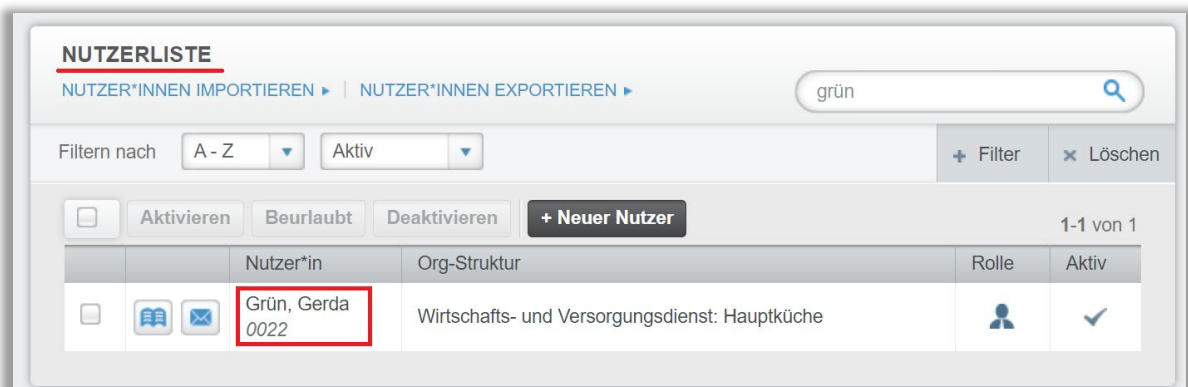 NUTZERLISTE
NUTZER*INNEN IMPORTIEREN | NUTZER*INNEN EXPORTIEREN
grün
Filtern nach A - Z Aktiv + Filter × Löschen
Aktivieren Beurlaubt Deaktivieren + Neuer Nutzer 1-1 von 1
Nutzer*in Org-Struktur Rolle Aktiv
Grün, Gerda
0022
Wirtschafts- und Versorgungsdienst: Hauptküche